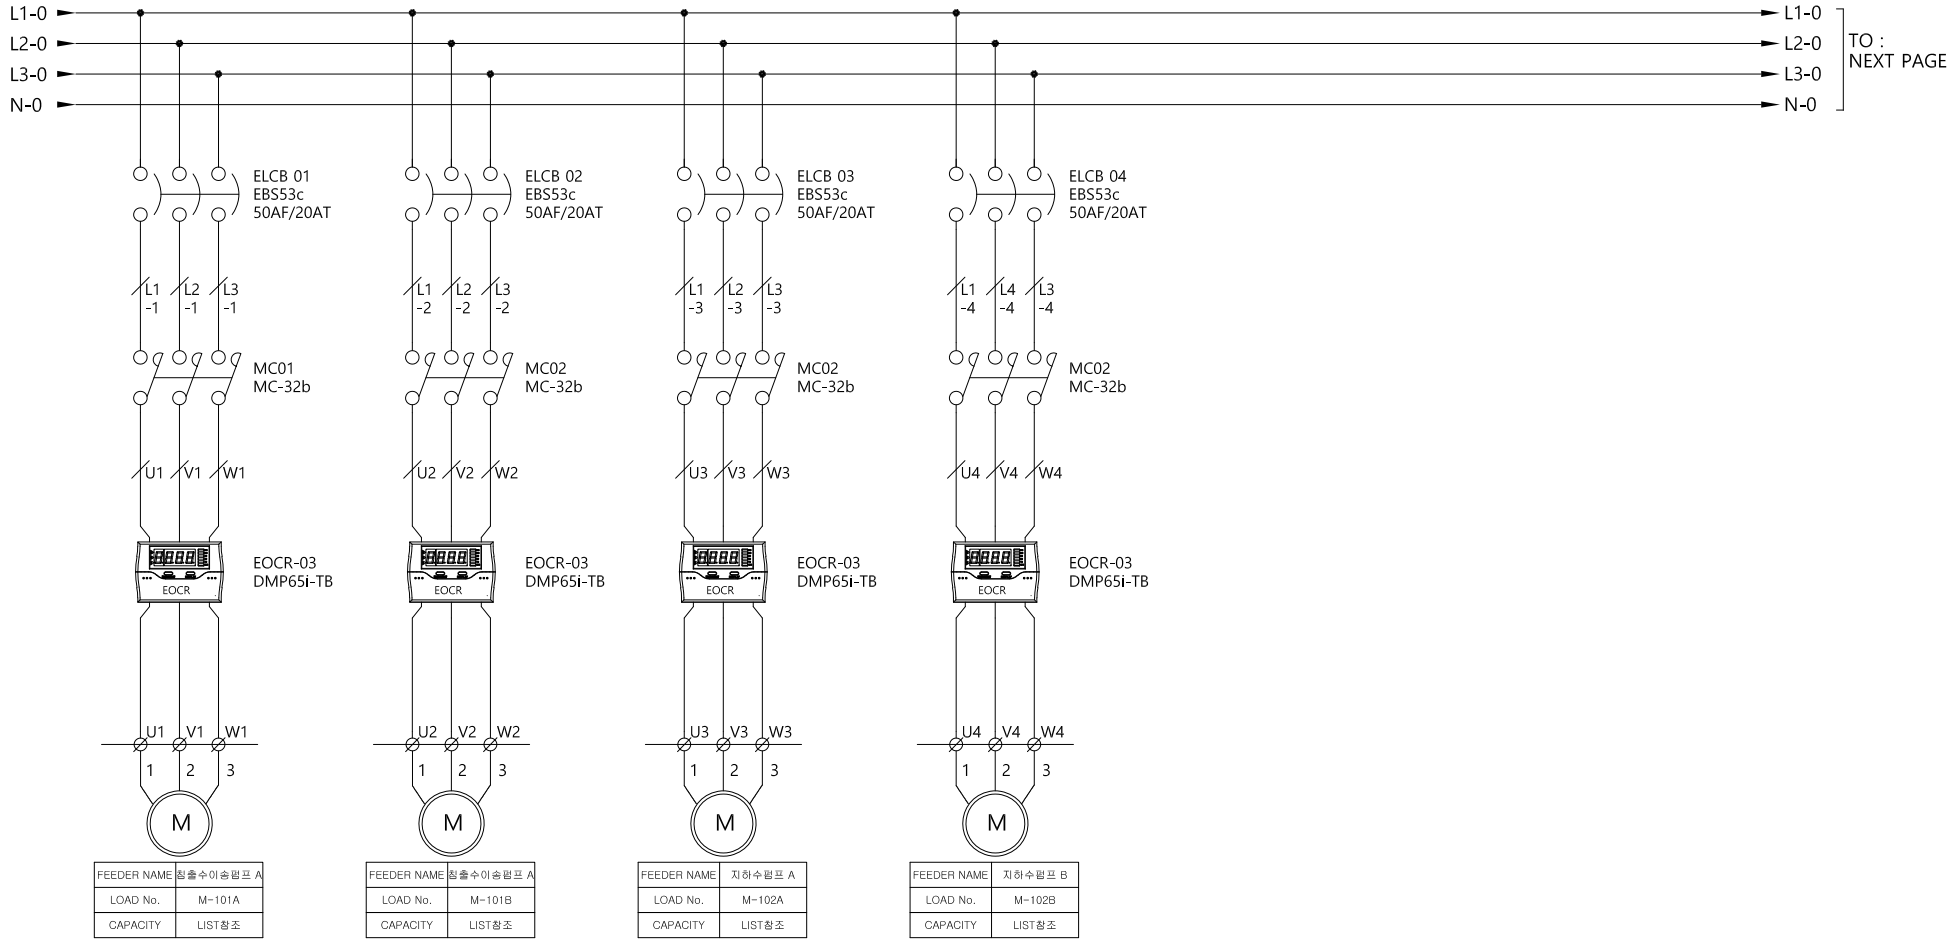 L1-0
L1-0
L2-0
L2-0
L3-0
L3-0
N-0
N-0
TO :
NEXT PAGE
ELCB 01
EBS53c
50AF/20AT
ELCB 02
EBS53c
50AF/20AT
ELCB 03
EBS53c
50AF/20AT
ELCB 04
EBS53c
50AF/20AT
L1
-1
L2
-1
L3
-1
L1
-2
L2
-2
L3
-2
L1
-3
L2
-3
L3
-3
L1
-4
L4
-4
L3
-4
MC01
MC-32b
MC02
MC-32b
MC02
MC-32b
MC02
MC-32b
U1 V1 W1
U2 V2 W2
U3 V3 W3
U4 V4 W4
EOCR
EOCR-03
DMP65i-TB
EOCR
EOCR-03
DMP65i-TB
EOCR
EOCR-03
DMP65i-TB
EOCR
EOCR-03
DMP65i-TB
U1 V1 W1
U2 V2 W2
U3 V3 W3
U4 V4 W4
1 2 3
1 2 3
1 2 3
1 2 3
M
M
M
M
FEEDER NAME 침출수이송펌프 A
LOAD No. M-101A
CAPACITY LIST참조
FEEDER NAME 침출수이송펌프 A
LOAD No. M-101B
CAPACITY LIST참조
FEEDER NAME 지하수펌프 A
LOAD No. M-102A
CAPACITY LIST참조
FEEDER NAME 지하수펌프 B
LOAD No. M-102B
CAPACITY LIST참조